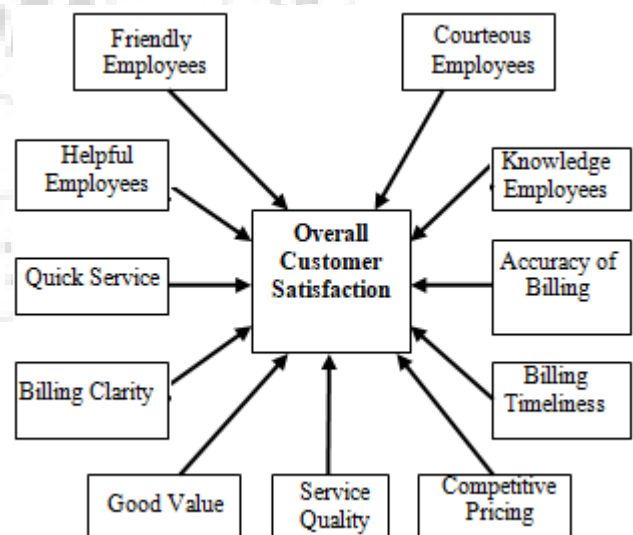 Friendly
Employees
Courteous
Employees
Helpful
Employees
Knowledge
Employees
Overall
Customer
Satisfaction
Quick Service
Accuracy of
Billing
Billing Clarity
Billing
Timeliness
Good Value
Service
Quality
Competitive
Pricing